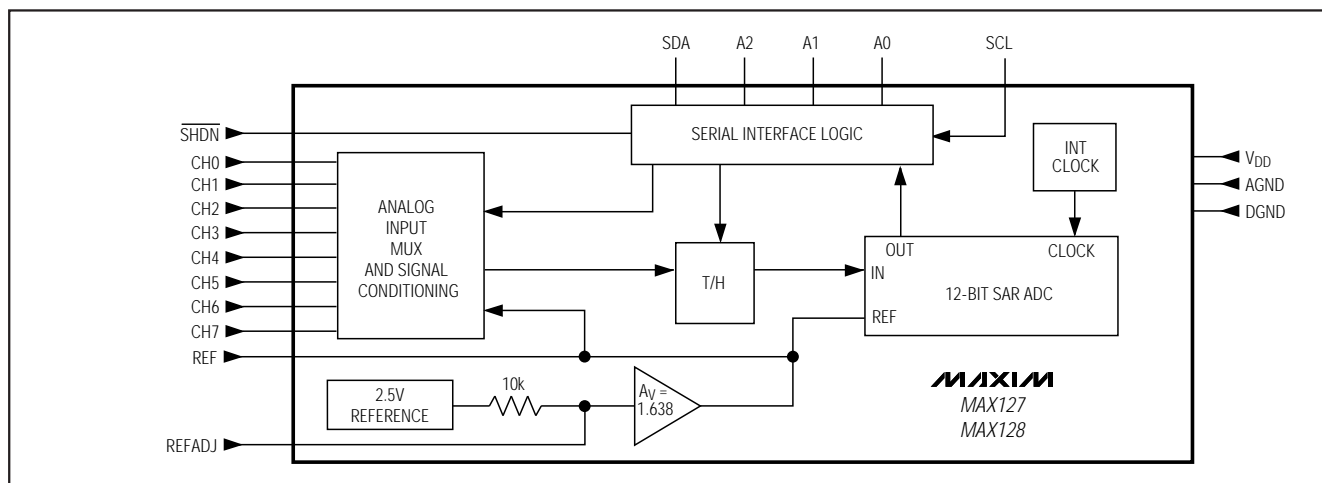 SDA A2 A1 A0 SCL
SHDN
SERIAL INTERFACE LOGIC
INT
CLOCK
CH0
CH1
CH2
CH3
CH4
CH5
CH6
CH7
REF
REFADJ
ANALOG
INPUT
MUX
AND SIGNAL
CONDITIONING
T/H
OUT
CLOCK
IN
12-BIT SAR ADC
REF
VDD
AGND
DGND
2.5V
REFERENCE
10k
AV =
1.638
MAXIM
MAX127
MAX128